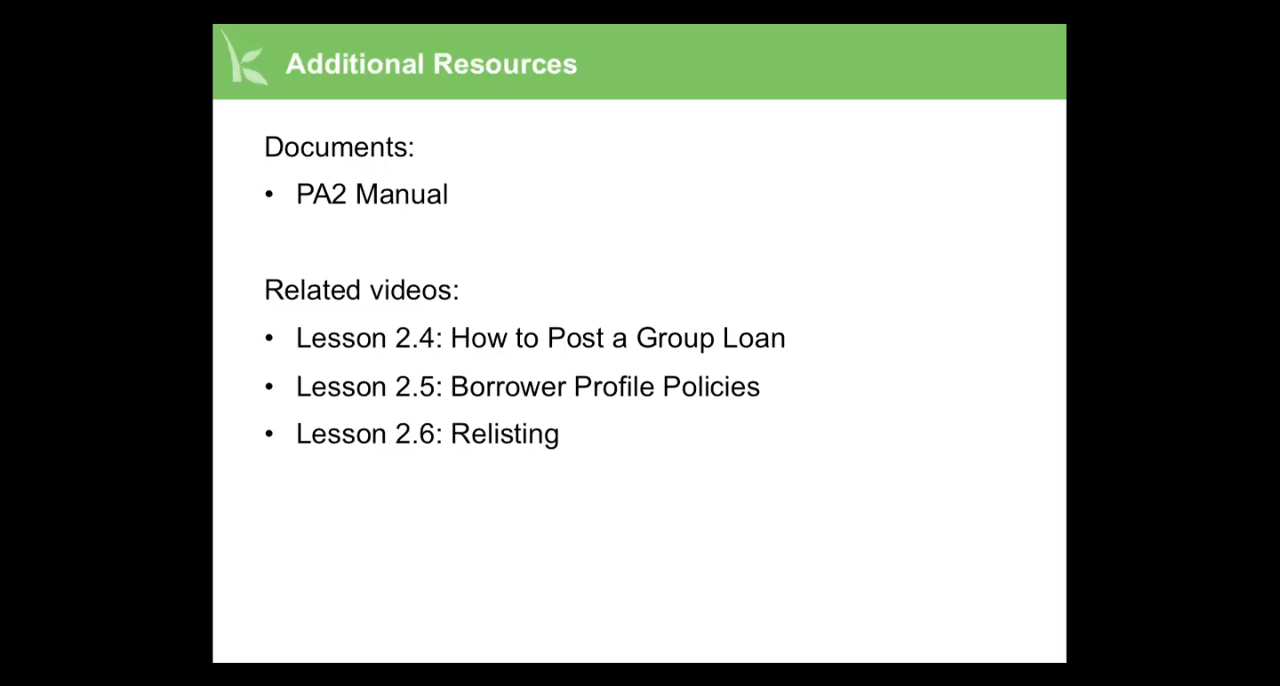 Additional Resources
Documents:
• PA2 Manual
Related videos:
• Lesson 2.4: How to Post a Group Loan
• Lesson 2.5: Borrower Profile Policies
• Lesson 2.6: Relisting